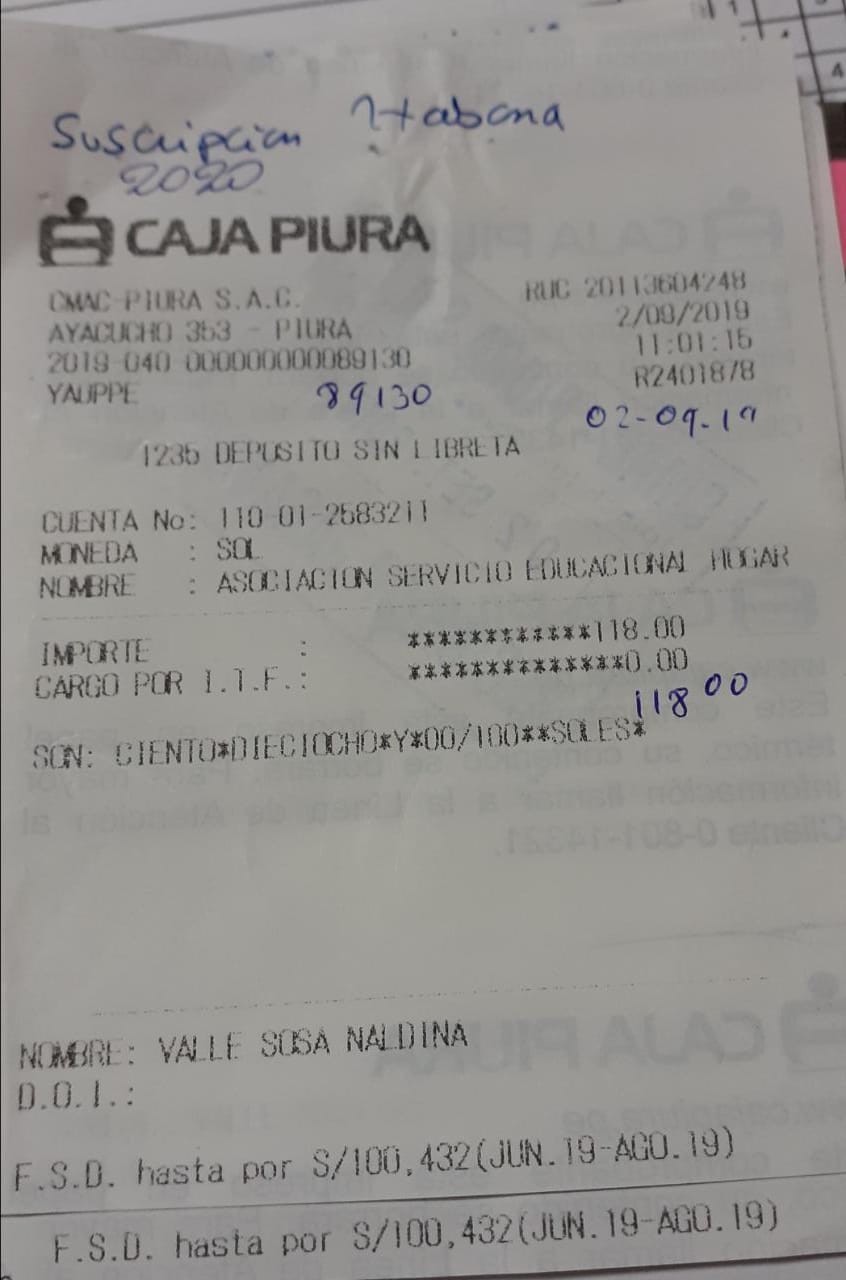 Suscripcion Habana
2020
CAJA PIURA
CMAC-PIURA S.A.C. RUC 20113604248
AYACUCHO 353 - PIURA 2/09/2019
2019 040 000000000089130 11:01:15
YAUPPE 89130 R2401878
02-09-19
1235 DEPOSITO SIN LIBRETA
CUENTA No: 110-01-2583211
MONEDA : SOL
NOMBRE : ASOCIACION SERVICIO EDUCACIONAL HOGAR
IMPORTE : ************118.00
CARGO POR I.T.F.: **************0.00
118 00
SON: CIENTO*DIECIOCHO*Y*00/100**SOLES*
NOMBRE: VALLE SOSA NALDINA
D.O.I.:
F.S.D. hasta por S/100,432(JUN.19-AGO.19)
F.S.D. hasta por S/100,432(JUN.19-AGO.19)